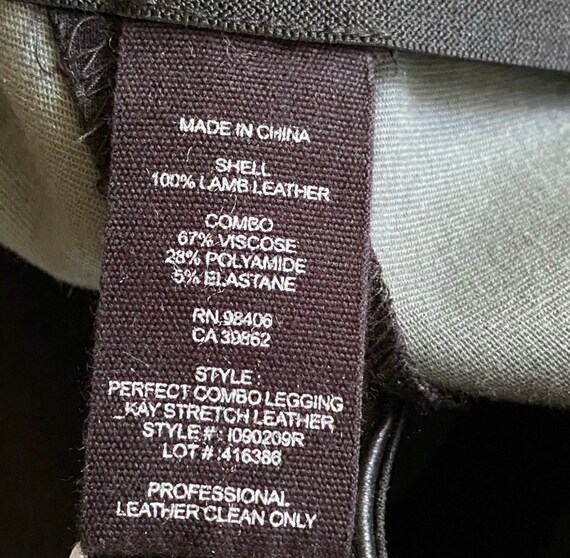 MADE IN CHINA
SHELL
100% LAMB LEATHER
COMBO
67% VISCOSE
28% POLYAMIDE
5% ELASTANE
RN 98406
CA 39862
STYLE :
PERFECT COMBO LEGGING
_KAY STRETCH LEATHER
STYLE # : I090209R
LOT # :416386
PROFESSIONAL
LEATHER CLEAN ONLY